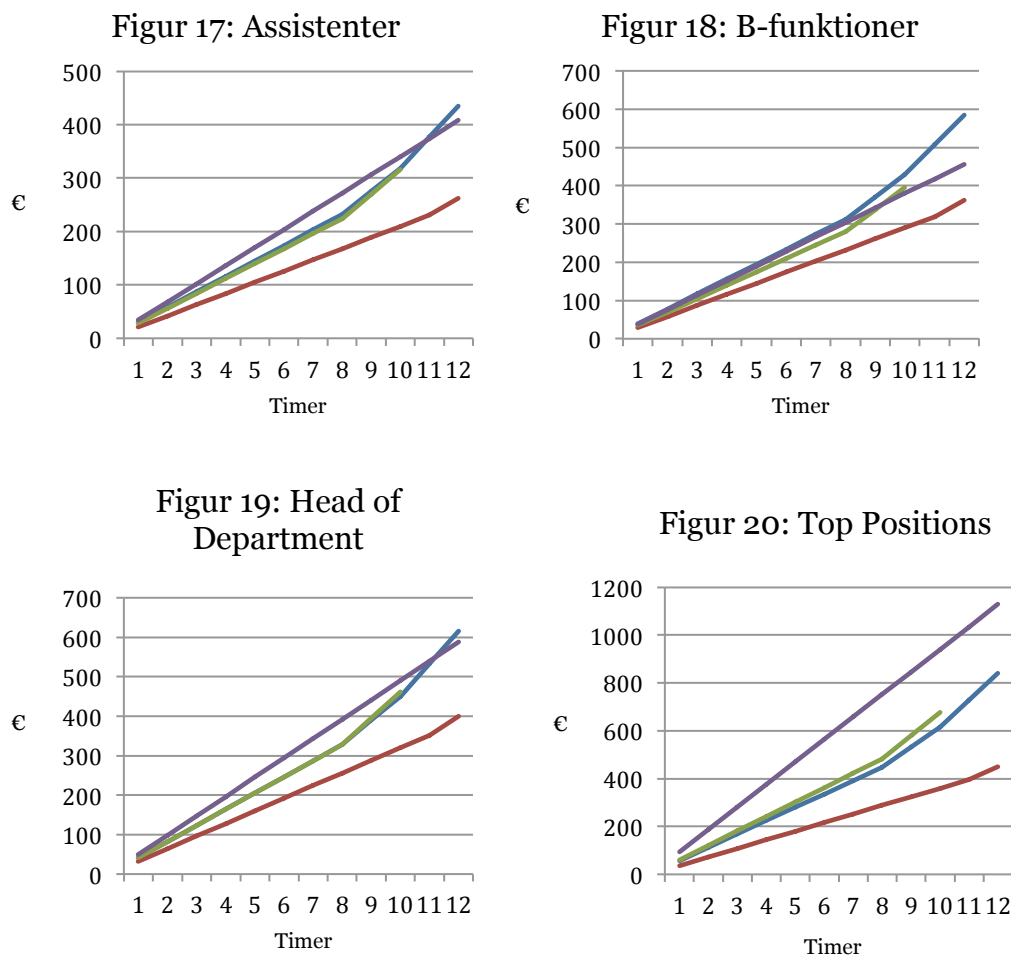 Figur 17: Assistenter
500
400
300
200
100
0
€
1 2 3 4 5 6 7 8 9 10 11 12
Timer
Figur 18: B-funktioner
700
600
500
400
300
200
100
0
€
1 2 3 4 5 6 7 8 9 10 11 12
Timer
Figur 19: Head of
Department
700
600
500
400
300
200
100
0
€
1 2 3 4 5 6 7 8 9 10 11 12
Timer
Figur 20: Top Positions
1200
1000
800
600
400
200
0
€
1 2 3 4 5 6 7 8 9 10 11 12
Timer